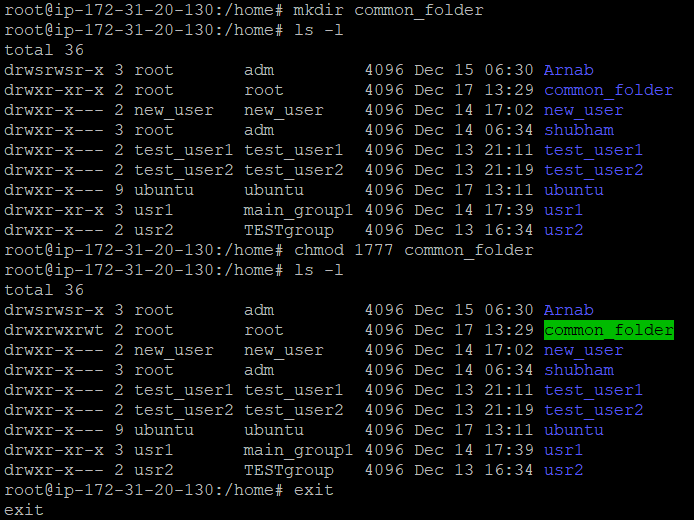 root@ip-172-31-20-130:/home# mkdir common_folder
root@ip-172-31-20-130:/home# ls -l
total 36
drwsrwsr-x 3 root       adm         4096 Dec 15 06:30 Arnab
drwxr-xr-x 2 root       root        4096 Dec 17 13:29 common_folder
drwxr-x--- 2 new_user   new_user    4096 Dec 14 17:02 new_user
drwxr-x--- 3 root       adm         4096 Dec 14 06:34 shubham
drwxr-x--- 2 test_user1 test_user1  4096 Dec 13 21:11 test_user1
drwxr-x--- 2 test_user2 test_user2  4096 Dec 13 21:19 test_user2
drwxr-x--- 9 ubuntu     ubuntu      4096 Dec 17 13:11 ubuntu
drwxr-xr-x 3 usr1       main_group1 4096 Dec 14 17:39 usr1
drwxr-x--- 2 usr2       TESTgroup   4096 Dec 13 16:34 usr2
root@ip-172-31-20-130:/home# chmod 1777 common_folder
root@ip-172-31-20-130:/home# ls -l
total 36
drwsrwsr-x 3 root       adm         4096 Dec 15 06:30 Arnab
drwxrwxrwt 2 root       root        4096 Dec 17 13:29 common_folder
drwxr-x--- 2 new_user   new_user    4096 Dec 14 17:02 new_user
drwxr-x--- 3 root       adm         4096 Dec 14 06:34 shubham
drwxr-x--- 2 test_user1 test_user1  4096 Dec 13 21:11 test_user1
drwxr-x--- 2 test_user2 test_user2  4096 Dec 13 21:19 test_user2
drwxr-x--- 9 ubuntu     ubuntu      4096 Dec 17 13:11 ubuntu
drwxr-xr-x 3 usr1       main_group1 4096 Dec 14 17:39 usr1
drwxr-x--- 2 usr2       TESTgroup   4096 Dec 13 16:34 usr2
root@ip-172-31-20-130:/home# exit
exit